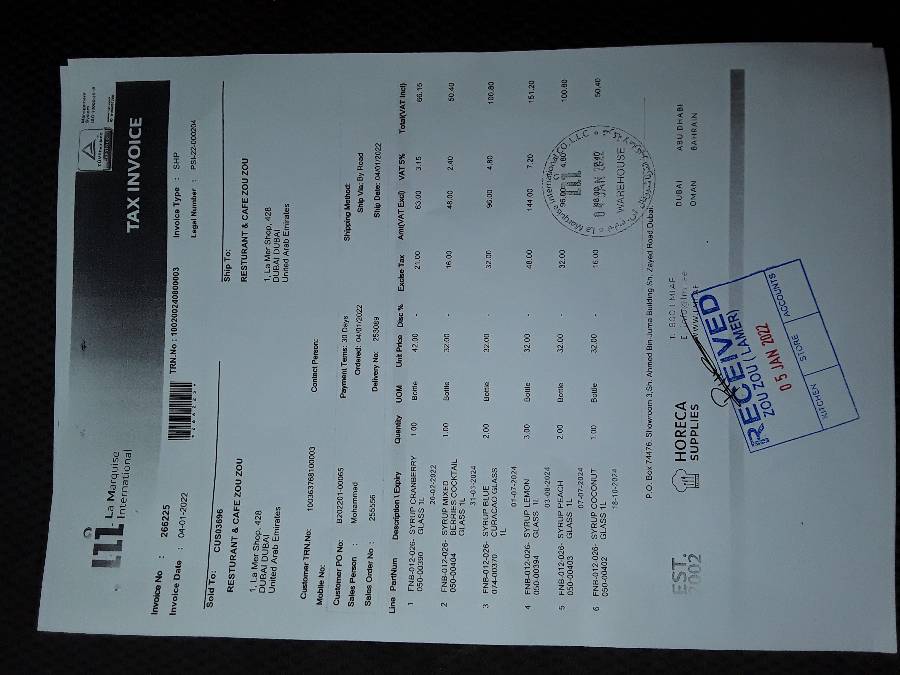 La Marquise
International
TAX INVOICE
Invoice No : 266225
TRN.No : 100200240800003
Invoice Type : SHP
Invoice Date : 04-01-2022
Legal Number : PSI-22-000204
Sold To: CUS03696
Ship To:
RESTURANT & CAFE ZOU ZOU
RESTURANT & CAFE ZOU ZOU
1, La Mer Shop, 428
DUBAI DUBAI
United Arab Emirates
1, La Mer Shop, 428
DUBAI DUBAI
United Arab Emirates
Customer TRN.No: 100363768100003
Mobile No:
Contact Person:
Customer PO No: B202201-00065
Payment Terms: 30 Days
Shipping Method:
Sales Person : Mohammad
Ordered: 04/01/2022
Ship Via: By Road
Sales Order No : 255556
Delivery No: 253089
Ship Date: 04/01/2022
Line PartNum Description \ Expiry Quantity UOM Unit Price Disc % Excise Tax Amt(VAT Excl) VAT 5% Total(VAT Incl)
1 FNB-012-026- SYRUP CRANBERRY 1.00 Bottle 42.00 - 21.00 63.00 3.15 66.15
050-00390 GLASS 1L
20-02-2022
2 FNB-012-026- SYRUP MIXED 1.00 Bottle 32.00 - 16.00 48.00 2.40 50.40
050-00404 BERRIES COCKTAIL
GLASS 1L
31-01-2024
3 FNB-012-026- SYRUP BLUE 2.00 Bottle 32.00 - 32.00 96.00 4.80 100.80
074-00370 CURACAO GLASS
1L
01-07-2024
4 FNB-012-026- SYRUP LEMON 3.00 Bottle 32.00 - 48.00 144.00 7.20 151.20
050-00394 GLASS 1L
03-08-2024
5 FNB-012-026- SYRUP PEACH 2.00 Bottle 32.00 - 32.00 96.00 4.80 100.80
050-00403 GLASS 1L
07-07-2024
6 FNB-012-026- SYRUP COCONUT 1.00 Bottle 32.00 - 16.00 48.00 2.40 50.40
050-00402 GLASS 1L
18-10-2024
La Marquise International CO. L.L.C
04 JAN 2022
WAREHOUSE
P.O. Box 74476, Showroom 3, Sh. Ahmed Bin Juma Building, Sh. Zayed Road, Dubai.
EST.
2002
HORECA
SUPPLIES
T. 800 LMI AF
DUBAI ABU DHABI
OMAN BAHRAIN
RECEIVED
ZOU ZOU ( LAMER)
05 JAN 2022
KITCHEN STORE ACCOUNTS